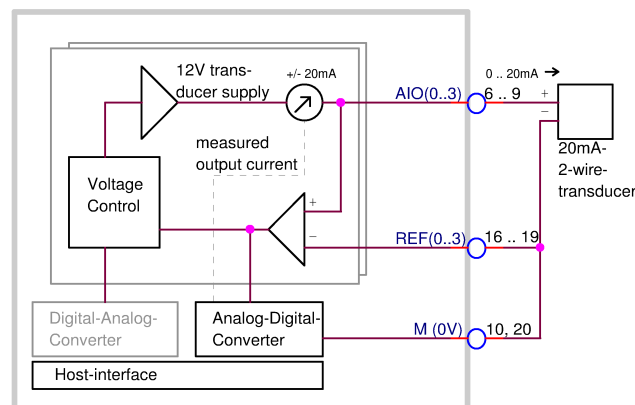 12V trans-
ducer supply
+/- 20mA
0 .. 20mA
AIO(0..3)
6 .. 9
+
−
measured
output current
20mA-
2-wire-
transducer
Voltage
Control
+
−
REF(0..3)
16 .. 19
Digital-Analog-
Converter
Analog-Digital-
Converter
M (0V)
10, 20
Host-interface